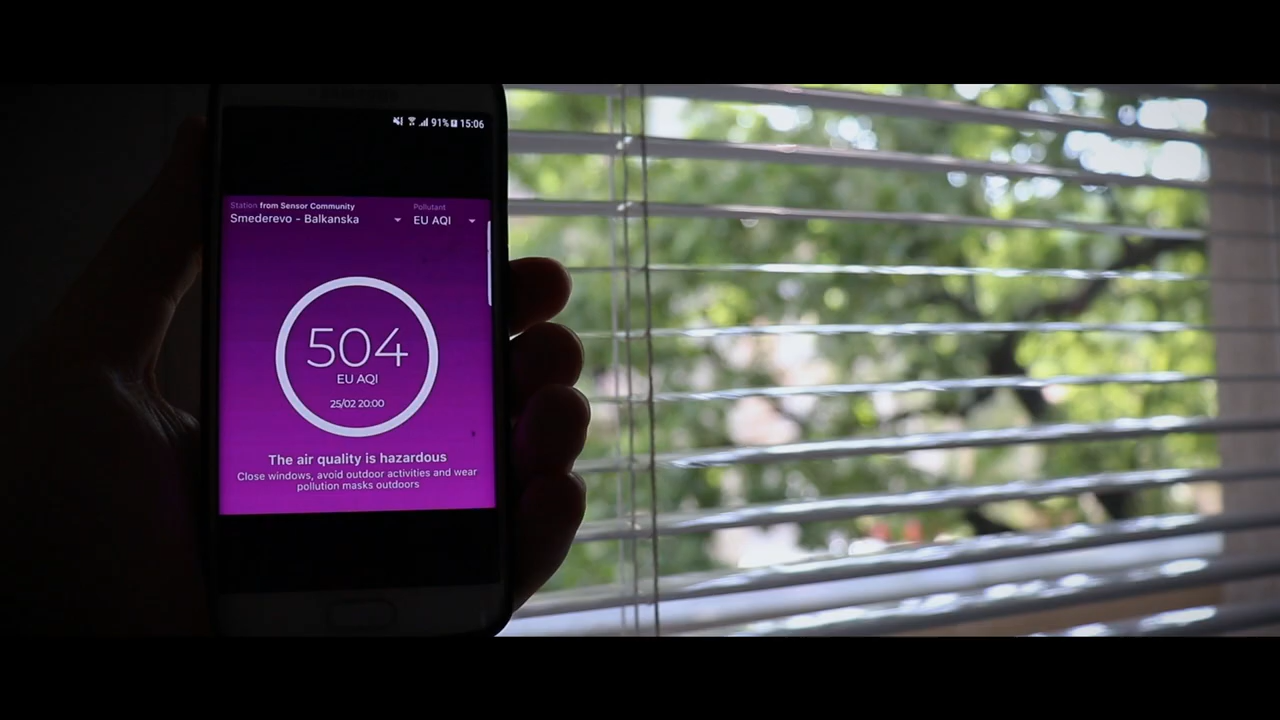 91% 15:06
Station from Sensor Community
Pollutant
Smederevo - Balkanska
EU AQI
504
EU AQI
25/02 20:00
The air quality is hazardous
Close windows, avoid outdoor activities and wear
pollution masks outdoors